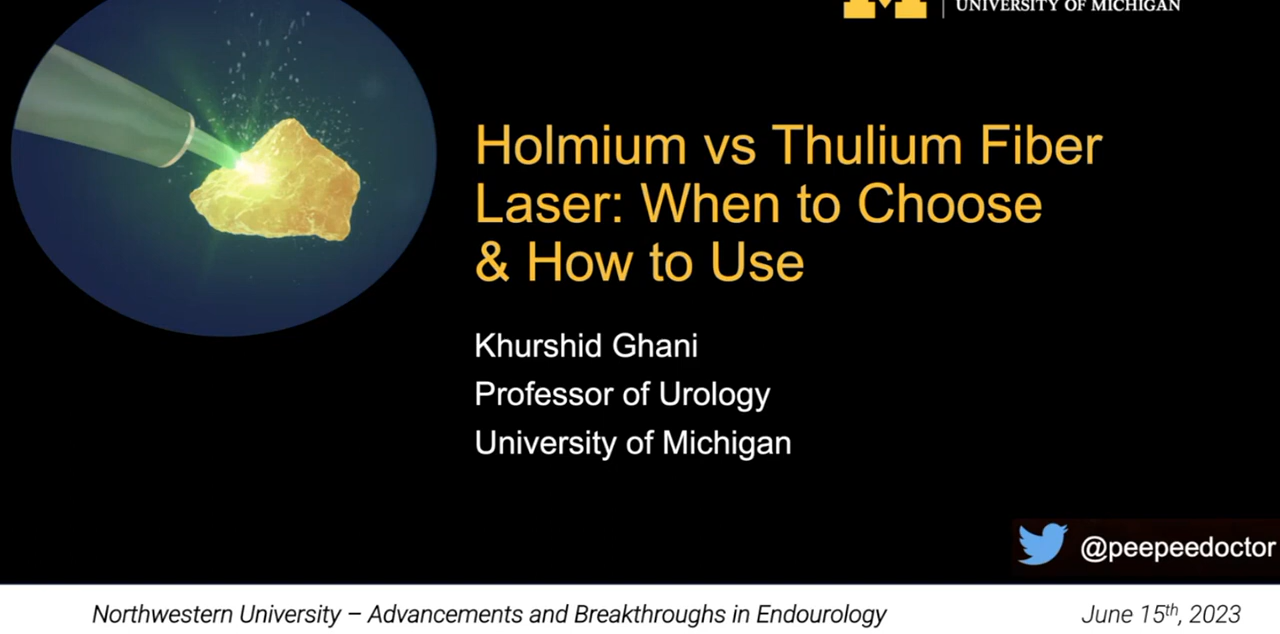 UNIVERSITY OF MICHIGAN
Holmium vs Thulium Fiber
Laser: When to Choose
& How to Use
Khurshid Ghani
Professor of Urology
University of Michigan
@peepeedoctor
Northwestern University – Advancements and Breakthroughs in Endourology
June 15th, 2023